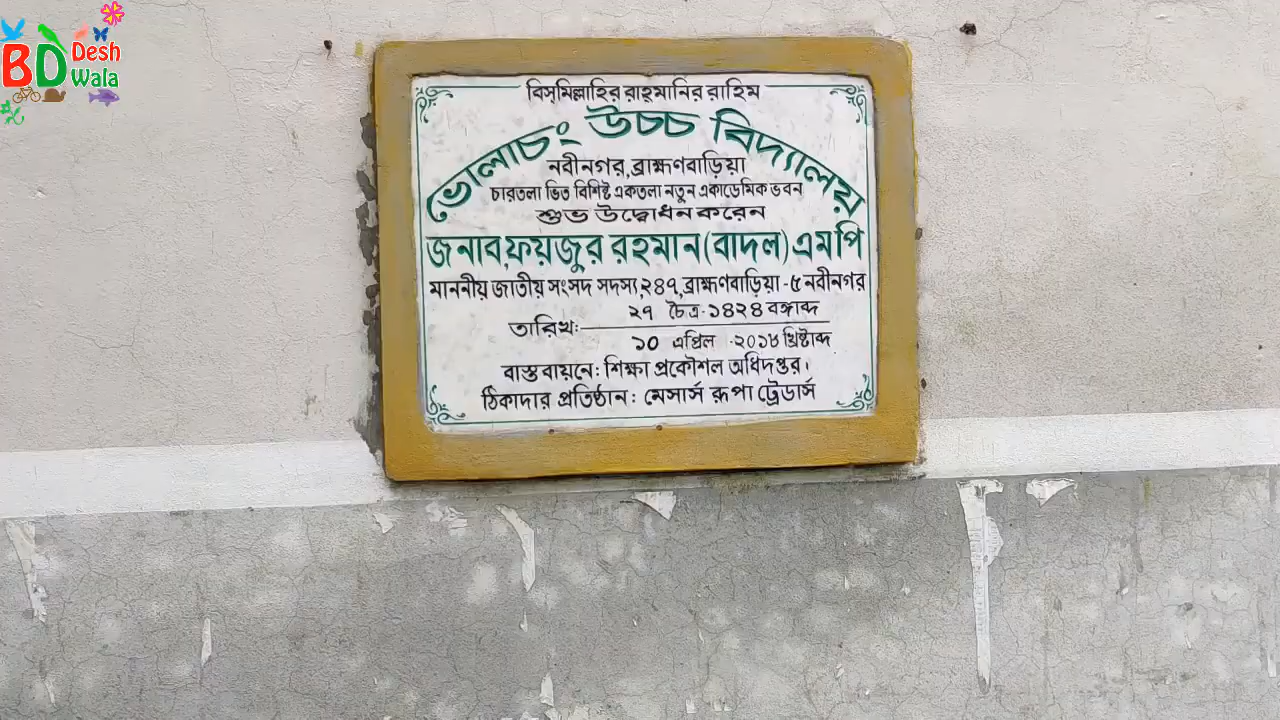 BD Desh Wala
বিস্‌মিল্লাহির রাহ্‌মানির রাহিম
ভোলাচং উচ্চ বিদ্যালয়
নবীনগর, ব্রাহ্মণবাড়িয়া
চারতলা ভিত বিশিষ্ট একতলা নতুন একাডেমিক ভবন
শুভ উদ্বোধন করেন
জনাব, ফয়জুর রহমান (বাদল) এমপি
মাননীয় জাতীয় সংসদ সদস্য, ২৪৭, ব্রাহ্মণবাড়িয়া - ৫ নবীনগর
২৭ চৈত্র - ১৪২৪ বঙ্গাব্দ
তারিখ:
১০ এপ্রিল - ২০১৮ খ্রিষ্টাব্দ
বাস্তবায়নে: শিক্ষা প্রকৌশল অধিদপ্তর।
ঠিকাদার প্রতিষ্ঠান: মেসার্স রূপা ট্রেডার্স